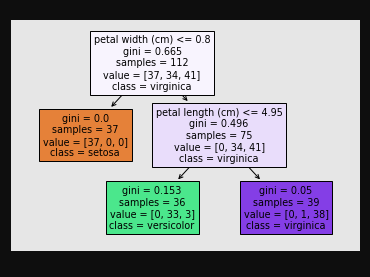 petal width (cm) <= 0.8
gini = 0.665
samples = 112
value = [37, 34, 41]
class = virginica
gini = 0.0
samples = 37
value = [37, 0, 0]
class = setosa
petal length (cm) <= 4.95
gini = 0.496
samples = 75
value = [0, 34, 41]
class = virginica
gini = 0.153
samples = 36
value = [0, 33, 3]
class = versicolor
gini = 0.05
samples = 39
value = [0, 1, 38]
class = virginica